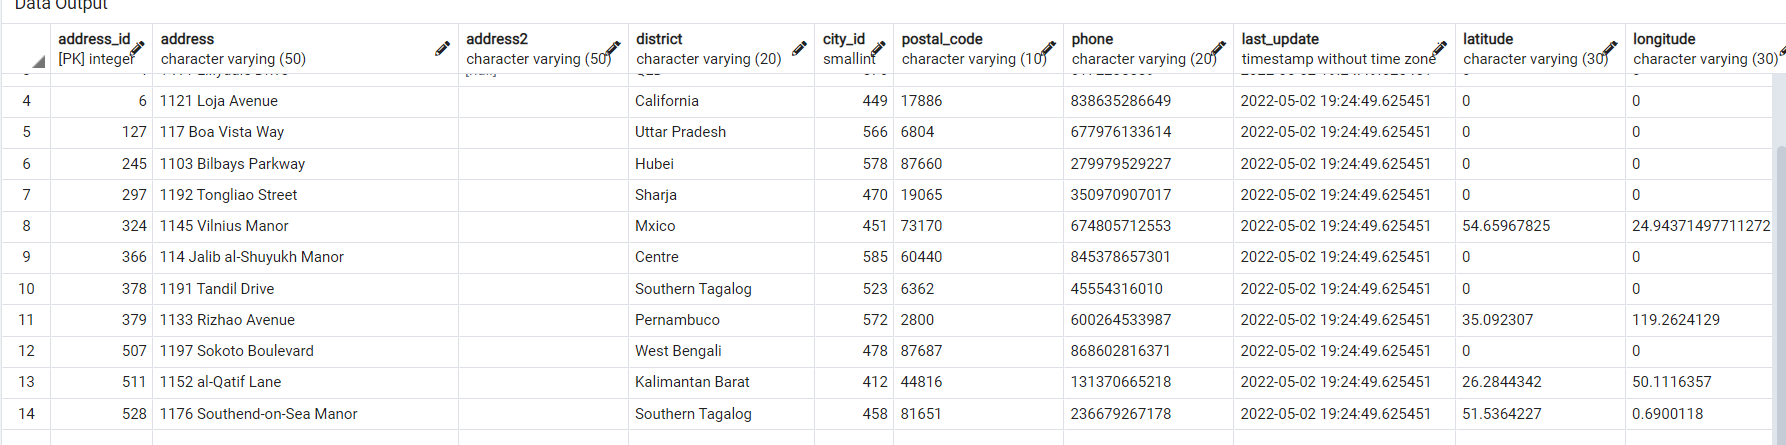 Data Output
address_id address address2 district city_id postal_code phone last_update latitude longitude
[PK] integer character varying (50) character varying (50) character varying (20) smallint character varying (10) character varying (20) timestamp without time zone character varying (30) character varying (30)
4 6 1121 Loja Avenue California 449 17886 838635286649 2022-05-02 19:24:49.625451 0 0
5 127 117 Boa Vista Way Uttar Pradesh 566 6804 677976133614 2022-05-02 19:24:49.625451 0 0
6 245 1103 Bilbays Parkway Hubei 578 87660 279979529227 2022-05-02 19:24:49.625451 0 0
7 297 1192 Tongliao Street Sharja 470 19065 350970907017 2022-05-02 19:24:49.625451 0 0
8 324 1145 Vilnius Manor Mxico 451 73170 674805712553 2022-05-02 19:24:49.625451 54.65967825 24.94371497711272
9 366 114 Jalib al-Shuyukh Manor Centre 585 60440 845378657301 2022-05-02 19:24:49.625451 0 0
10 378 1191 Tandil Drive Southern Tagalog 523 6362 45554316010 2022-05-02 19:24:49.625451 0 0
11 379 1133 Rizhao Avenue Pernambuco 572 2800 600264533987 2022-05-02 19:24:49.625451 35.092307 119.2624129
12 507 1197 Sokoto Boulevard West Bengali 478 87687 868602816371 2022-05-02 19:24:49.625451 0 0
13 511 1152 al-Qatif Lane Kalimantan Barat 412 44816 131370665218 2022-05-02 19:24:49.625451 26.2844342 50.1116357
14 528 1176 Southend-on-Sea Manor Southern Tagalog 458 81651 236679267178 2022-05-02 19:24:49.625451 51.5364227 0.6900118